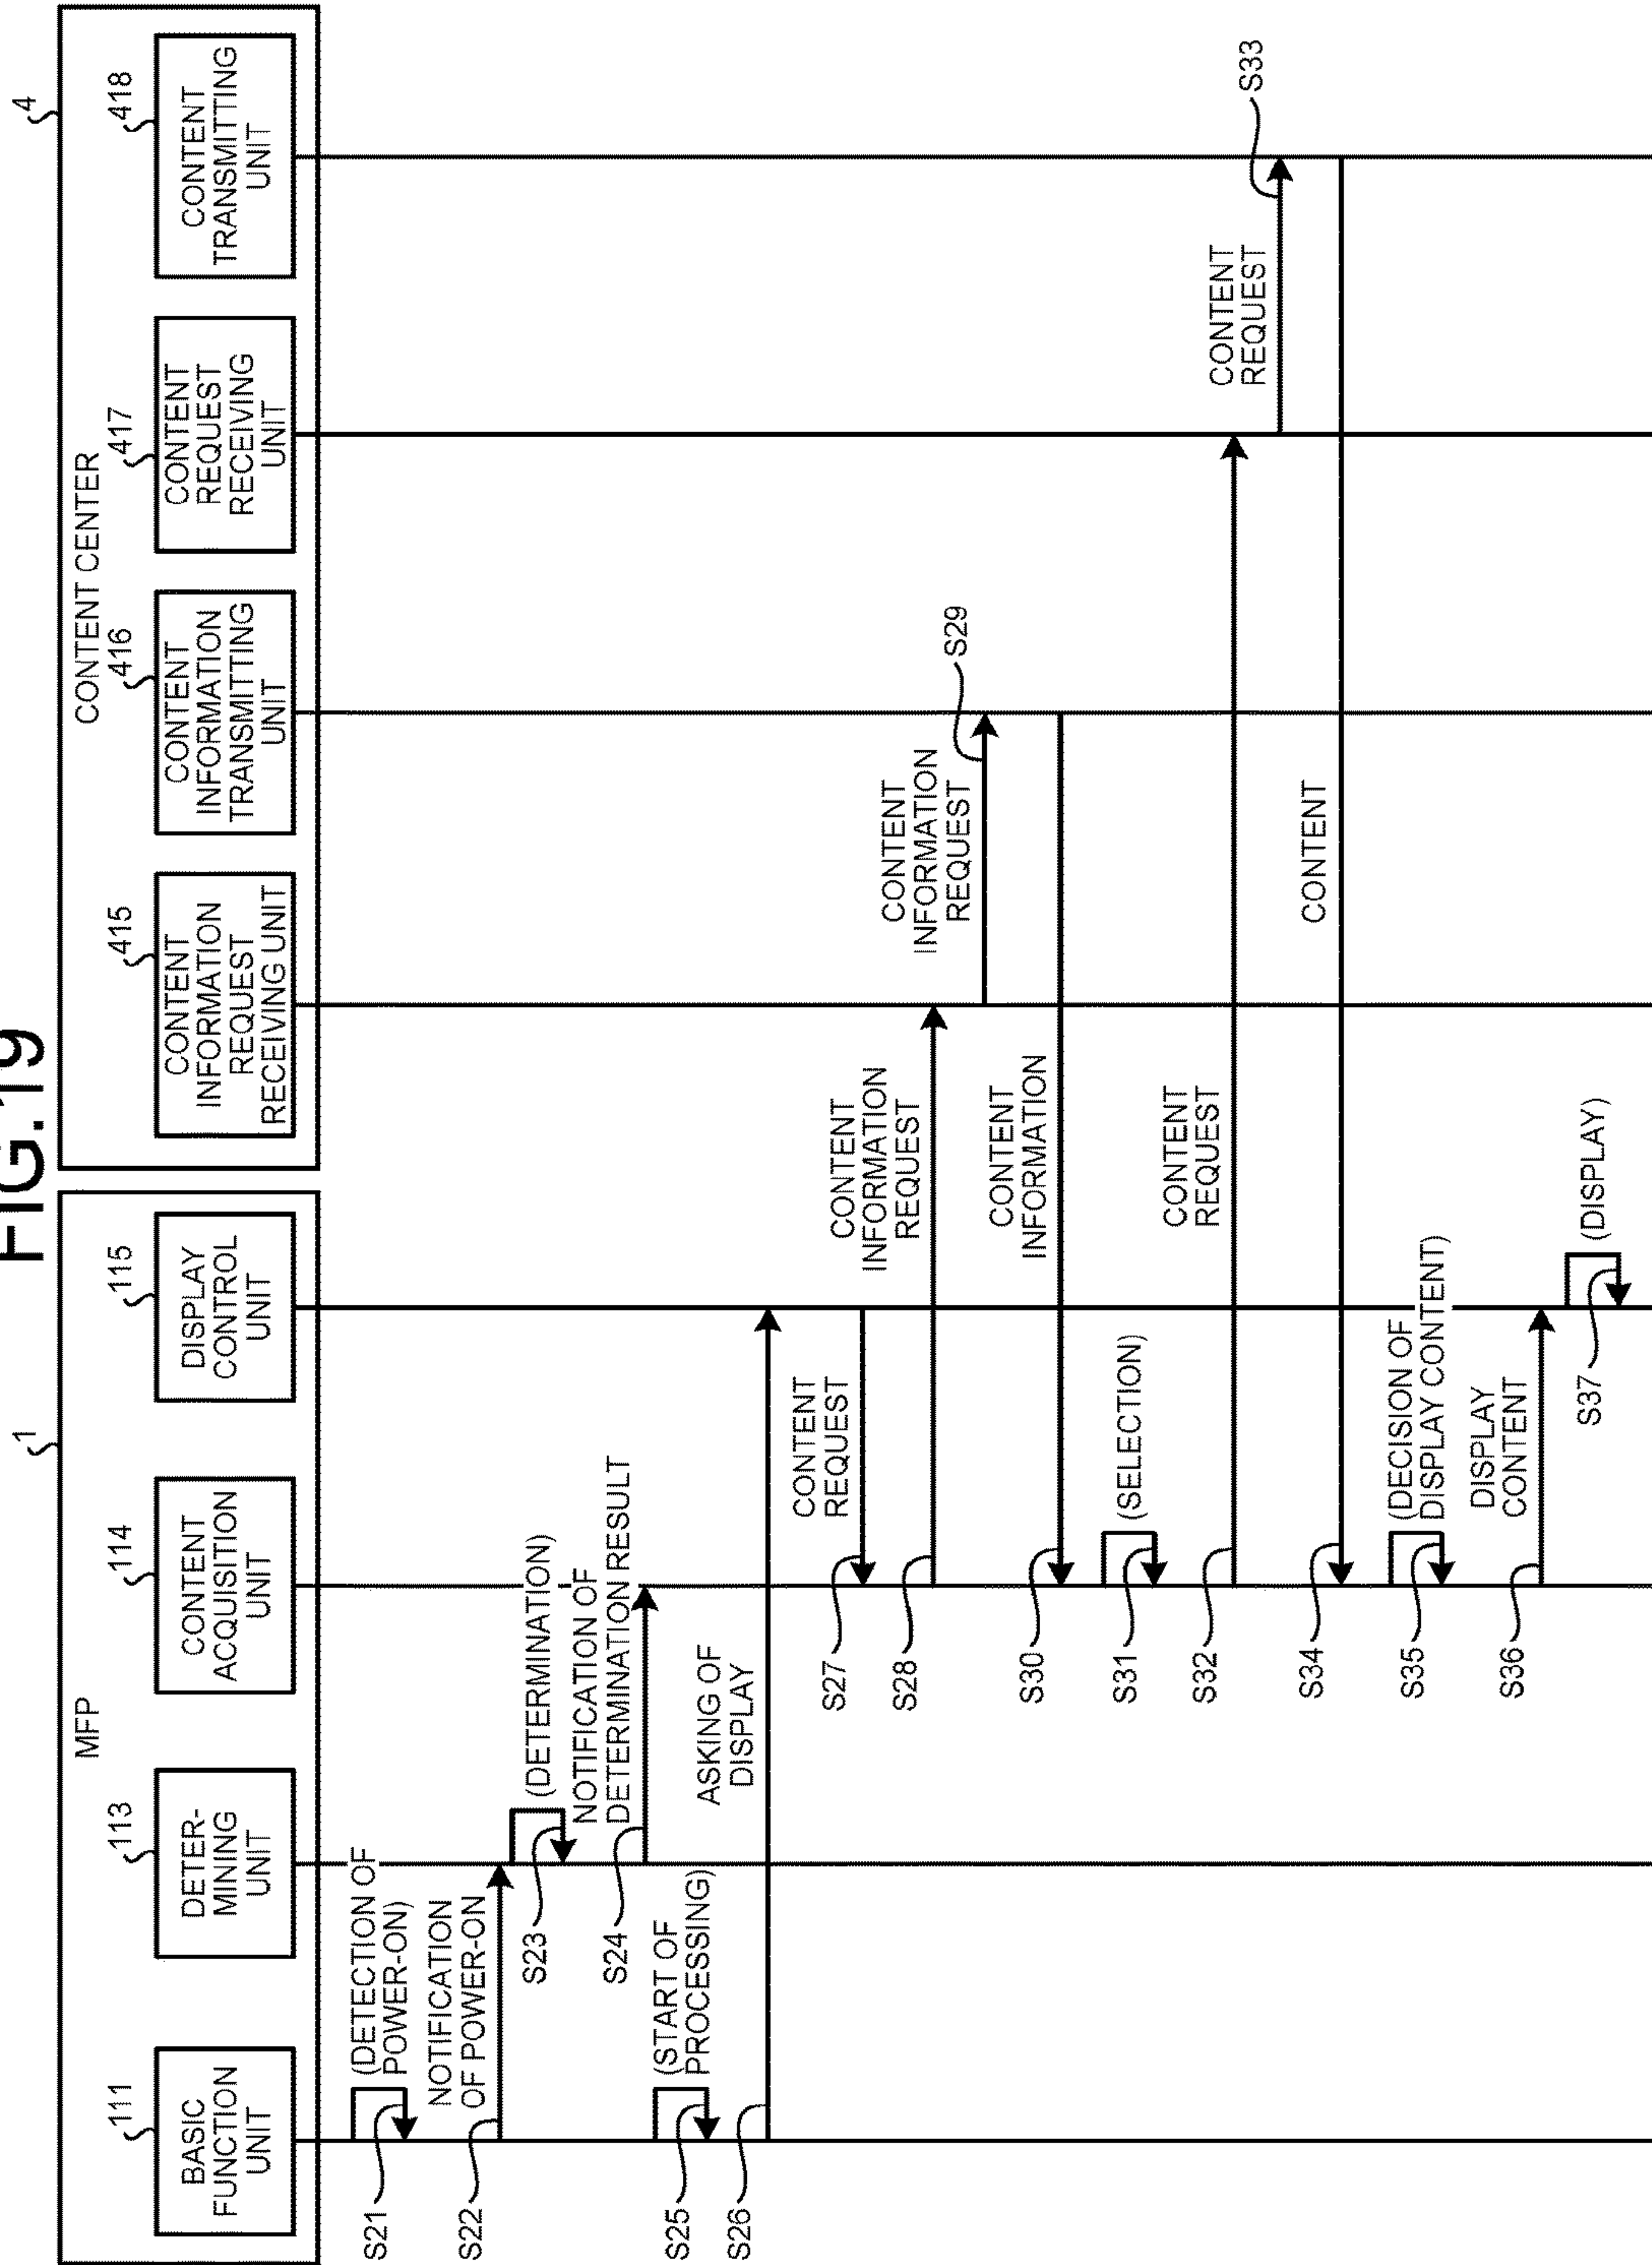 FIG.19
1
MFP
111
BASIC
FUNCTION
UNIT
113
DETER-
MINING
UNIT
114
CONTENT
ACQUISITION
UNIT
115
DISPLAY
CONTROL
UNIT
4
CONTENT CENTER
415
CONTENT
INFORMATION
REQUEST
RECEIVING UNIT
416
CONTENT
INFORMATION
TRANSMITTING
UNIT
417
CONTENT
REQUEST
RECEIVING
UNIT
418
CONTENT
TRANSMITTING
UNIT
S21
(DETECTION OF
POWER-ON)
S22
NOTIFICATION
OF POWER-ON
S23
(DETERMINATION)
S24
NOTIFICATION OF
DETERMINATION RESULT
S25
(START OF
PROCESSING)
S26
ASKING OF
DISPLAY
S27
CONTENT
REQUEST
S28
CONTENT
INFORMATION
REQUEST
CONTENT
INFORMATION
REQUEST
S29
S30
CONTENT
INFORMATION
S31
(SELECTION)
S32
CONTENT
REQUEST
CONTENT
REQUEST
S33
S34
CONTENT
S35
(DECISION OF
DISPLAY CONTENT)
S36
DISPLAY
CONTENT
S37
(DISPLAY)